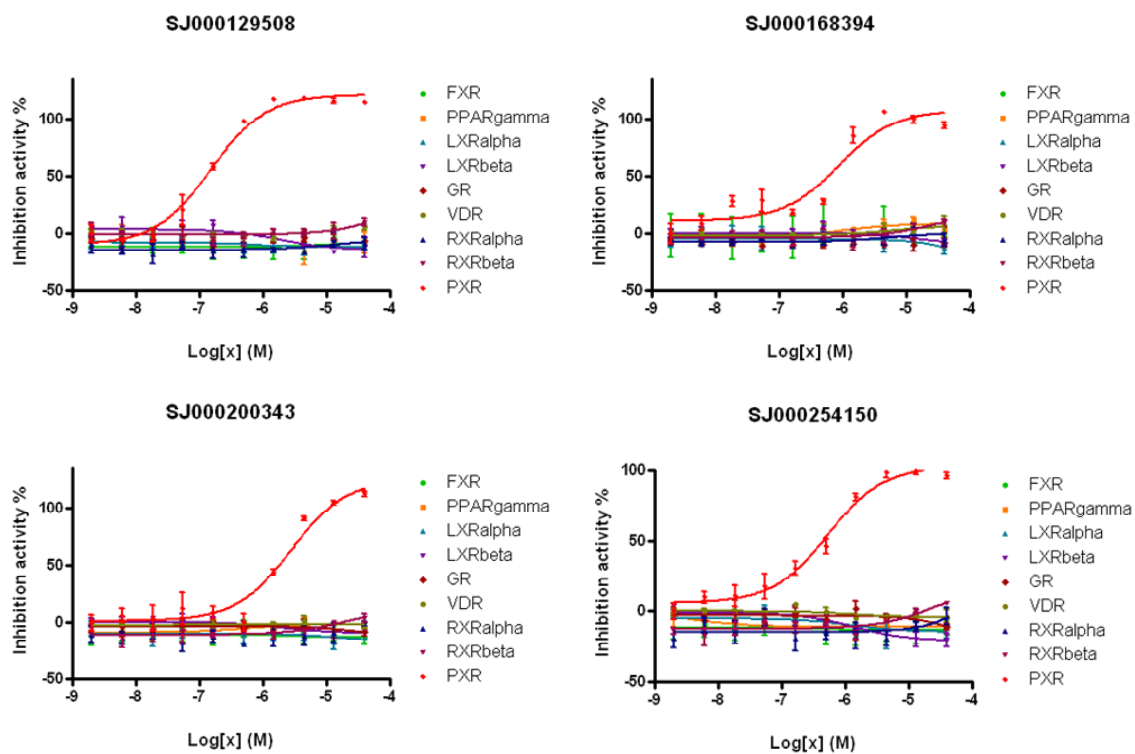 SJ000129508
Inhibition activity %
100
50
0
-50
-9 -8 -7 -6 -5 -4
Log[x] (M)
FXR
PPARgamma
LXRalpha
LXRbeta
GR
VDR
RXRalpha
RXRbeta
PXR
SJ000168394
Inhibition activity %
100
50
0
-50
-9 -8 -7 -6 -5 -4
Log[x] (M)
FXR
PPARgamma
LXRalpha
LXRbeta
GR
VDR
RXRalpha
RXRbeta
PXR
SJ000200343
Inhibition activity %
100
50
0
-50
-9 -8 -7 -6 -5 -4
Log[x] (M)
FXR
PPARgamma
LXRalpha
LXRbeta
GR
VDR
RXRalpha
RXRbeta
PXR
SJ000254150
Inhibition activity %
100
50
0
-50
-9 -8 -7 -6 -5 -4
Log[x] (M)
FXR
PPARgamma
LXRalpha
LXRbeta
GR
VDR
RXRalpha
RXRbeta
PXR